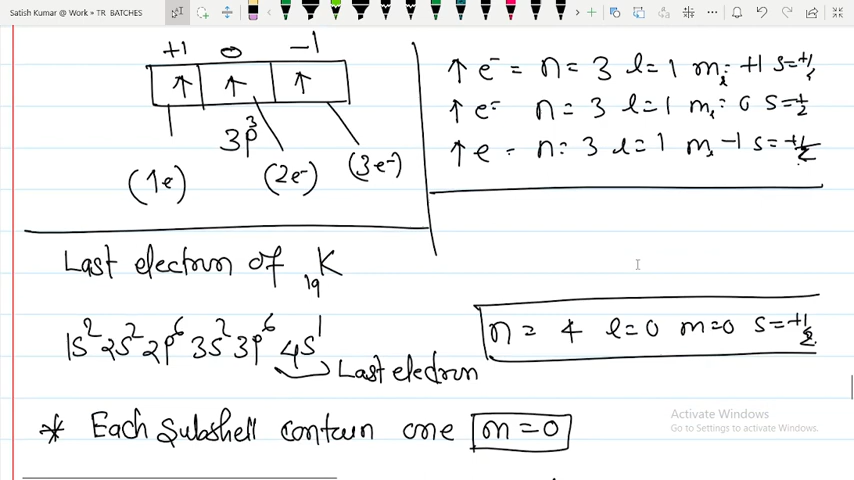 Satish Kumar @ Work » TR BATCHES
+1 0 -1
↑ ↑ ↑
3p³
(1e) (2e⁻) (3e⁻)
↑ e⁻ = n = 3 l = 1 mₗ = +1 s = +1/2
↑ e⁻ n = 3 l = 1 mₗ = 0 s = +1/2
↑ e - n = 3 l = 1 mₗ -1 s = +1/2
Last electron of ₁₉K
n = 4 l = 0 m = 0 s = +1/2
1s² 2s² 2p⁶ 3s² 3p⁶ 4s¹
Last electron
* Each subshell contain one m = 0
Activate Windows
Go to Settings to activate Windows.